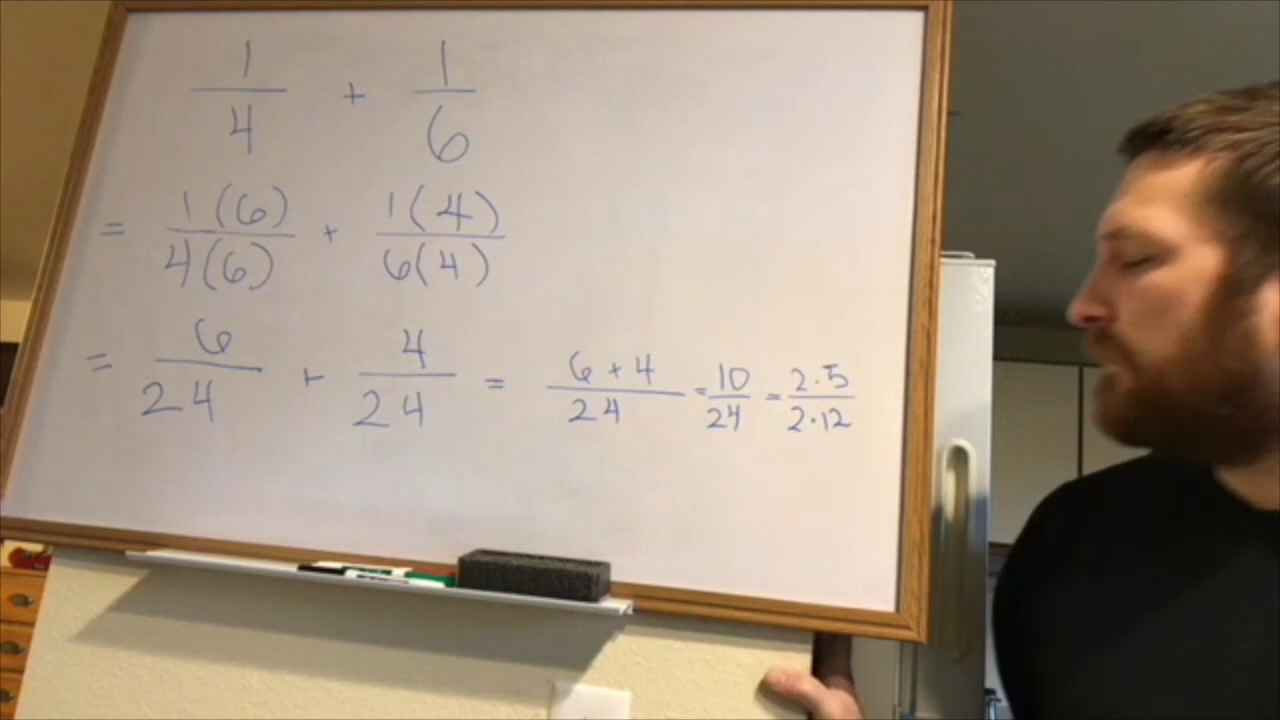 1/4 + 1/6
= 1(6)/4(6) + 1(4)/6(4)
= 6/24 + 4/24 = 6+4/24 = 10/24 = 2·5/2·12